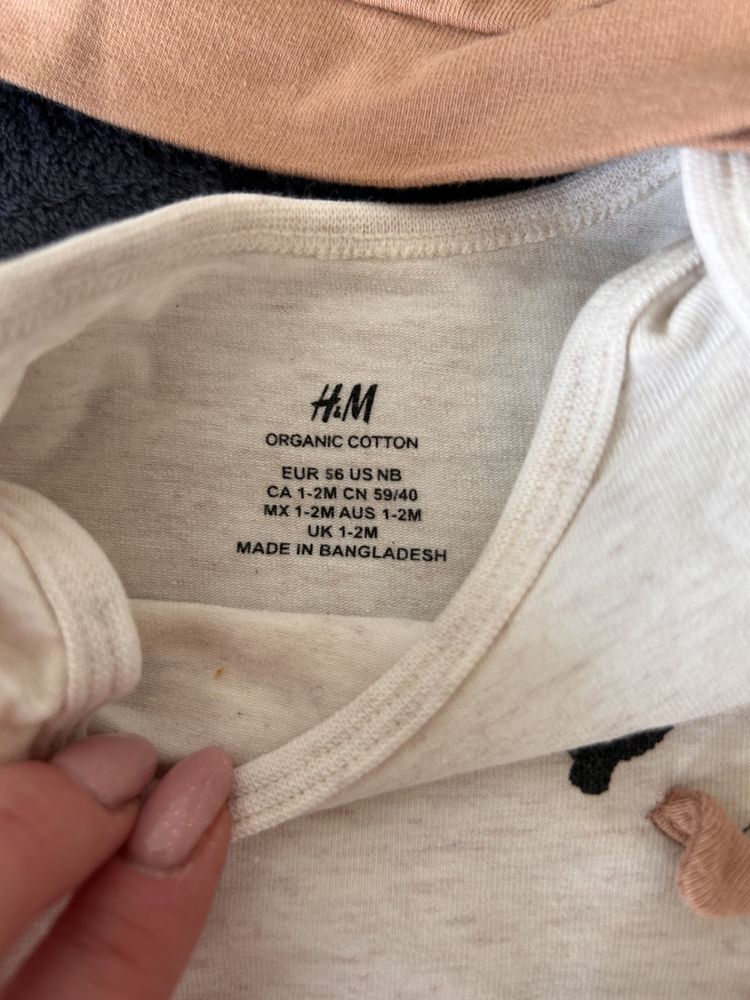 H&M
ORGANIC COTTON
EUR 56 US NB
CA 1-2M CN 59/40
MX 1-2M AUS 1-2M
UK 1-2M
MADE IN BANGLADESH